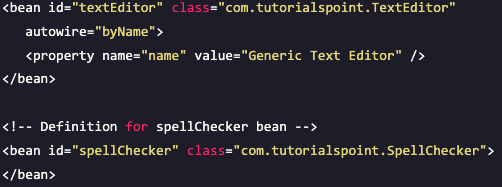 <bean id="textEditor" class="com.tutorialspoint.TextEditor"
   autowire="byName">
   <property name="name" value="Generic Text Editor" />
</bean>

<!-- Definition for spellChecker bean -->
<bean id="spellChecker" class="com.tutorialspoint.SpellChecker">
</bean>